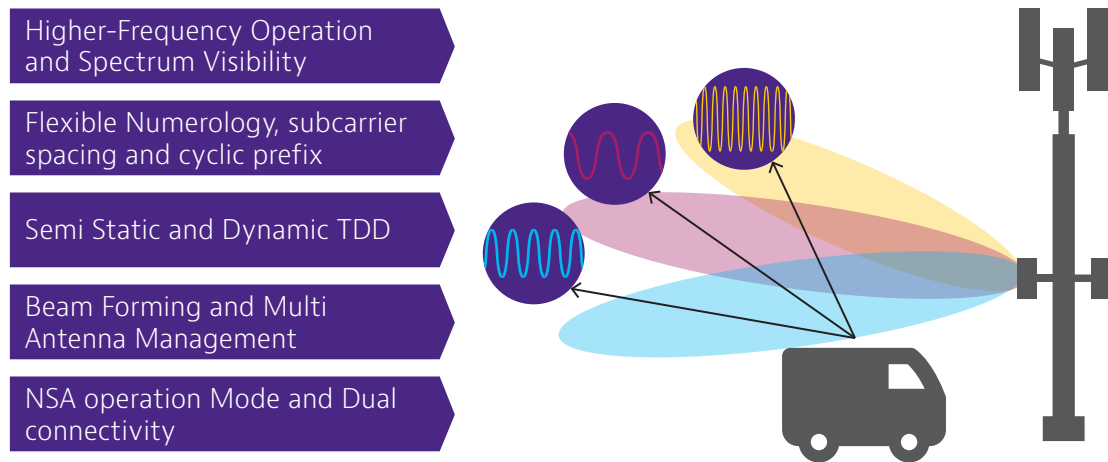 Higher-Frequency Operation
and Spectrum Visibility
Flexible Numerology, subcarrier
spacing and cyclic prefix
Semi Static and Dynamic TDD
Beam Forming and Multi
Antenna Management
NSA operation Mode and Dual
connectivity